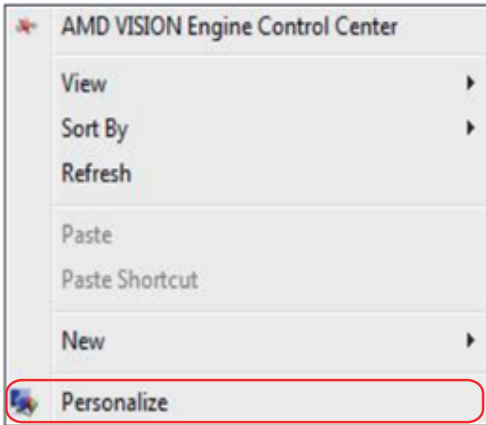 AMD VISION Engine Control Center
View
Sort By
Refresh
Paste
Paste Shortcut
New
Personalize